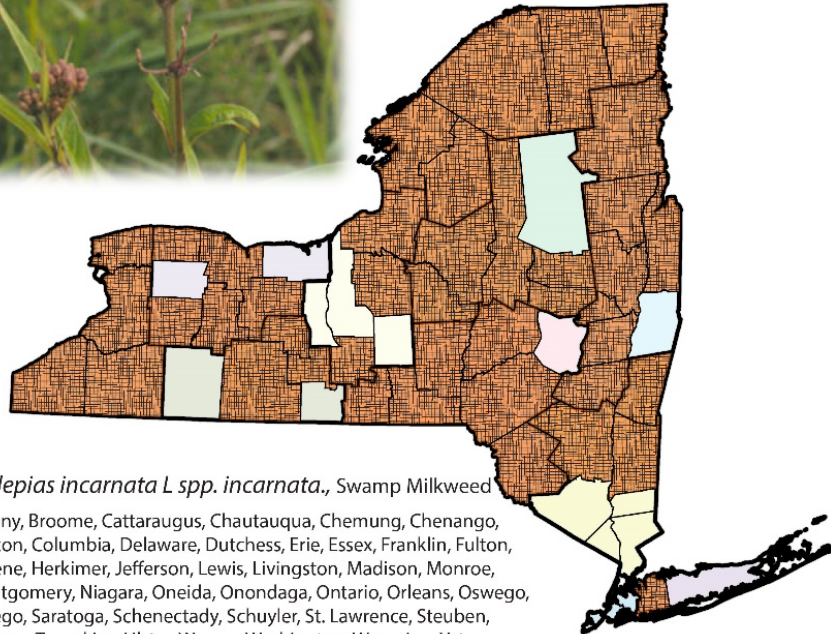 lepias incarnata L spp. incarnata., Swamp Milkweed
ny, Broome, Cattaraugus, Chautauqua, Chemung, Chenango,
ton, Columbia, Delaware, Dutchess, Erie, Essex, Franklin, Fulton,
ene, Herkimer, Jefferson, Lewis, Livingston, Madison, Monroe,
tgomery, Niagara, Oneida, Onondaga, Ontario, Orleans, Oswego,
ego, Saratoga, Schenectady, Schuyler, St. Lawrence, Steuben,